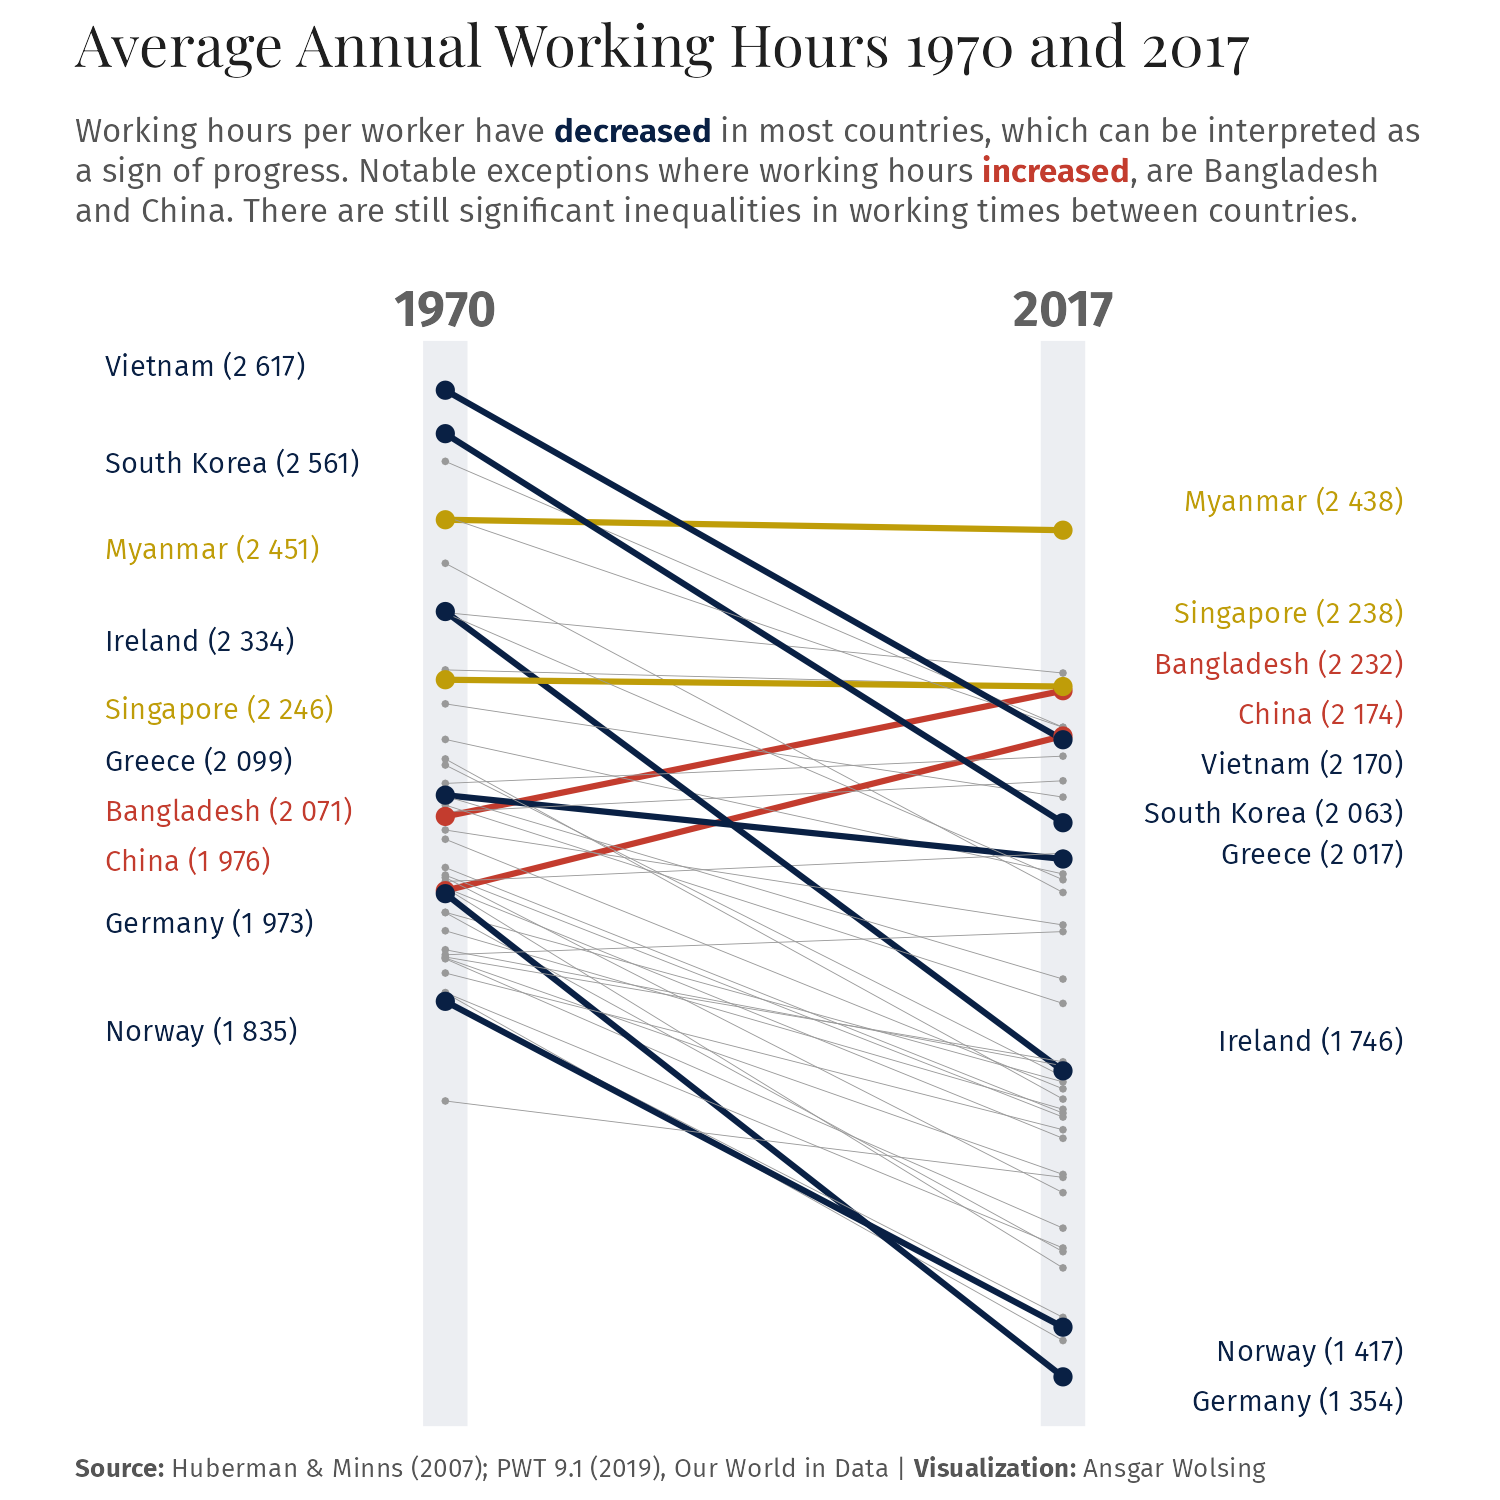 Average Annual Working Hours 1970 and 2017
Working hours per worker have decreased in most countries, which can be interpreted as
a sign of progress. Notable exceptions where working hours increased, are Bangladesh
and China. There are still significant inequalities in working times between countries.
1970
2017
Vietnam (2 617)
South Korea (2 561)
Myanmar (2 451)
Ireland (2 334)
Singapore (2 246)
Greece (2 099)
Bangladesh (2 071)
China (1 976)
Germany (1 973)
Norway (1 835)
Myanmar (2 438)
Singapore (2 238)
Bangladesh (2 232)
China (2 174)
Vietnam (2 170)
South Korea (2 063)
Greece (2 017)
Ireland (1 746)
Norway (1 417)
Germany (1 354)
Source: Huberman & Minns (2007); PWT 9.1 (2019), Our World in Data | Visualization: Ansgar Wolsing